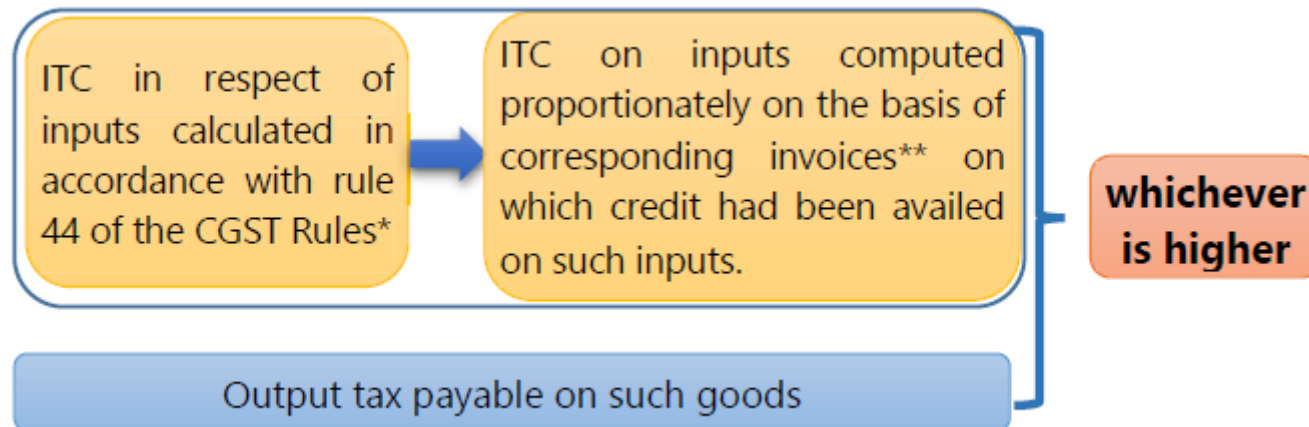 ITC in respect of
inputs calculated in
accordance with rule
44 of the CGST Rules*
ITC on inputs computed
proportionately on the basis of
corresponding invoices** on
which credit had been availed
on such inputs.
whichever
is higher
Output tax payable on such goods